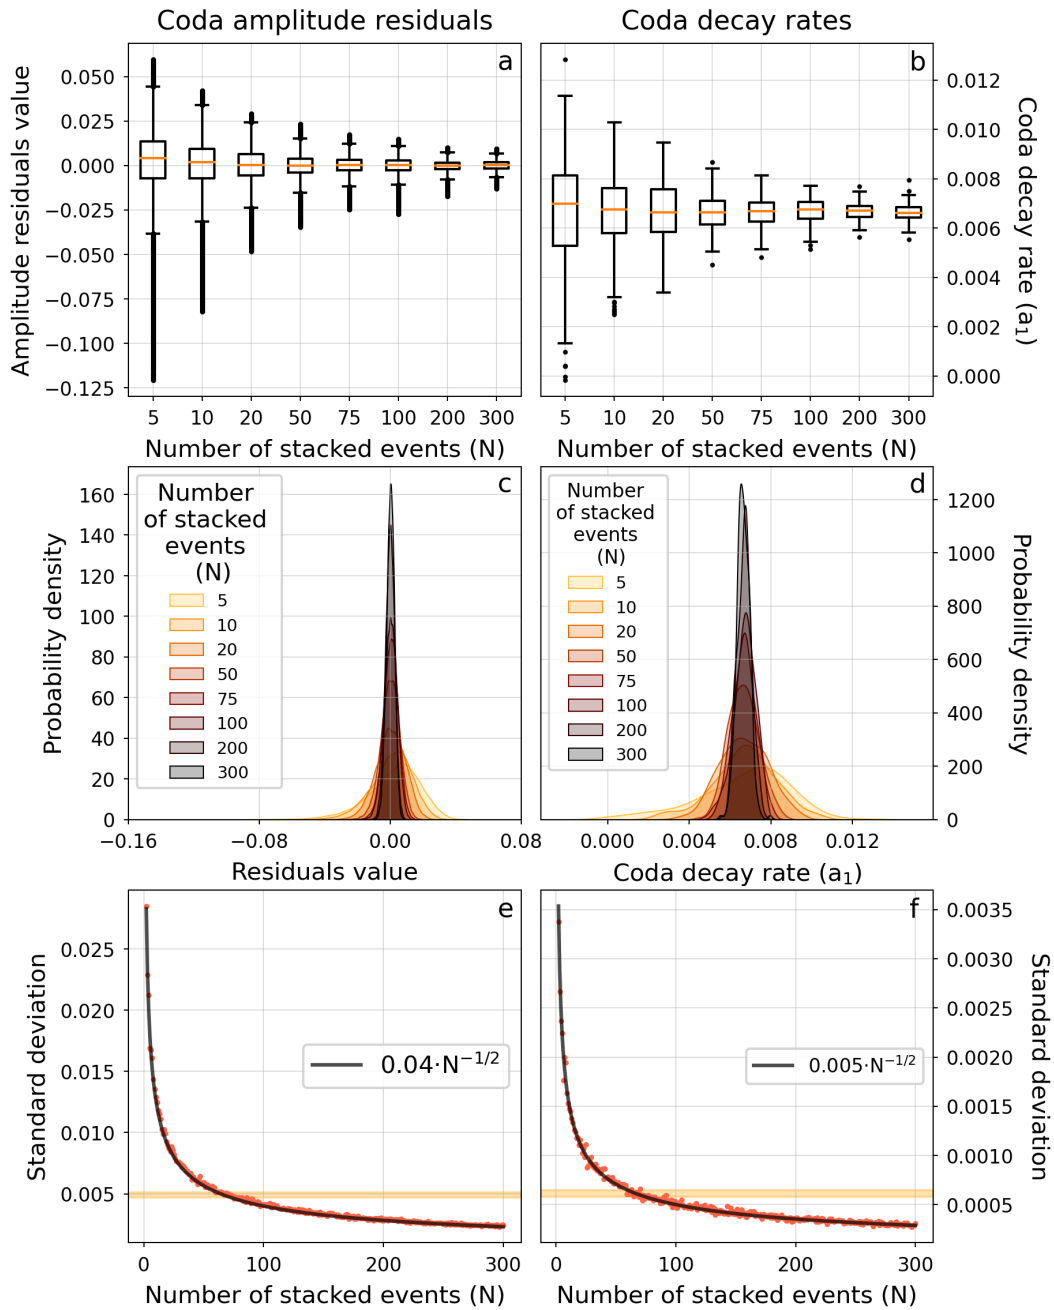 Coda amplitude residuals
Coda decay rates
a
0.050
0.025
0.000
−0.025
−0.050
−0.075
−0.100
−0.125
Amplitude residuals value
5 10 20 50 75 100 200 300
Number of stacked events (N)
b
0.012
0.010
0.008
0.006
0.004
0.002
0.000
Coda decay rate (a₁)
5 10 20 50 75 100 200 300
Number of stacked events (N)
c
160
140
120
100
80
60
40
20
0
Probability density
Number
of stacked
events
(N)
5
10
20
50
75
100
200
300
−0.16 −0.08 0.00 0.08
Residuals value
d
1200
1000
800
600
400
200
0
Probability density
Number
of stacked
events
(N)
5
10
20
50
75
100
200
300
0.000 0.004 0.008 0.012
Coda decay rate (a₁)
e
0.025
0.020
0.015
0.010
0.005
Standard deviation
0.04·N⁻¹/²
0 100 200 300
Number of stacked events (N)
f
0.0035
0.0030
0.0025
0.0020
0.0015
0.0010
0.0005
Standard deviation
0.005·N⁻¹/²
0 100 200 300
Number of stacked events (N)